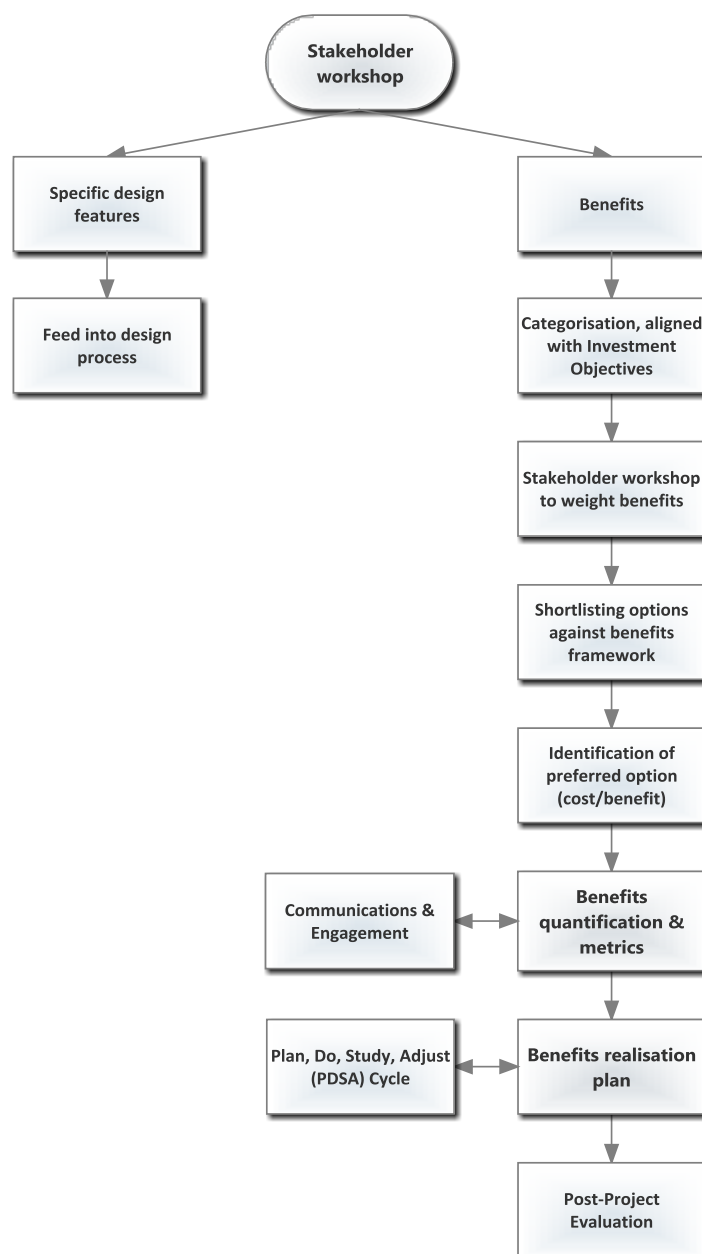 Stakeholder
workshop
Specific design
features
Benefits
Feed into design
process
Categorisation, aligned
with Investment
Objectives
Stakeholder workshop
to weight benefits
Shortlisting options
against benefits
framework
Identification of
preferred option
(cost/benefit)
Communications &
Engagement
Benefits
quantification &
metrics
Plan, Do, Study, Adjust
(PDSA) Cycle
Benefits realisation
plan
Post-Project
Evaluation